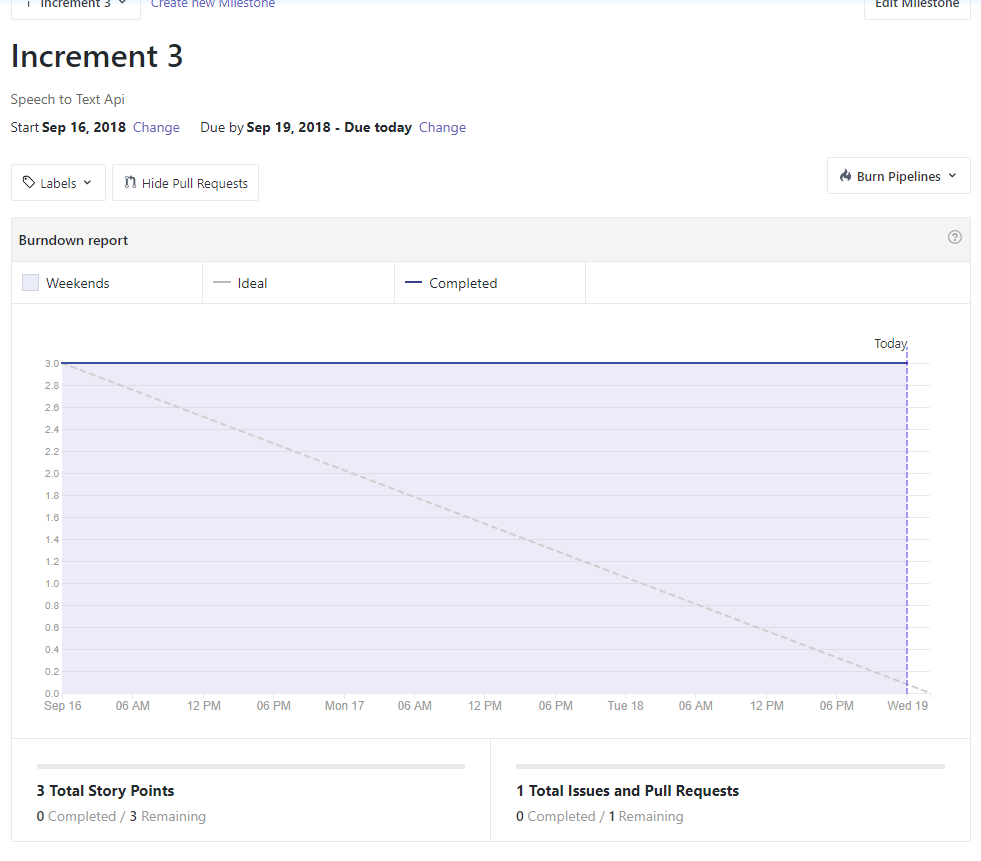 Increment 3 Create new Milestone Edit Milestone
Increment 3
Speech to Text Api
Start Sep 16, 2018 Change Due by Sep 19, 2018 - Due today Change
Labels Hide Pull Requests Burn Pipelines
Burndown report ?
Weekends Ideal Completed
Today
3.0
2.8
2.6
2.4
2.2
2.0
1.8
1.6
1.4
1.2
1.0
0.8
0.6
0.4
0.2
0.0
Sep 16 06 AM 12 PM 06 PM Mon 17 06 AM 12 PM 06 PM Tue 18 06 AM 12 PM 06 PM Wed 19
3 Total Story Points 1 Total Issues and Pull Requests
0 Completed / 3 Remaining 0 Completed / 1 Remaining